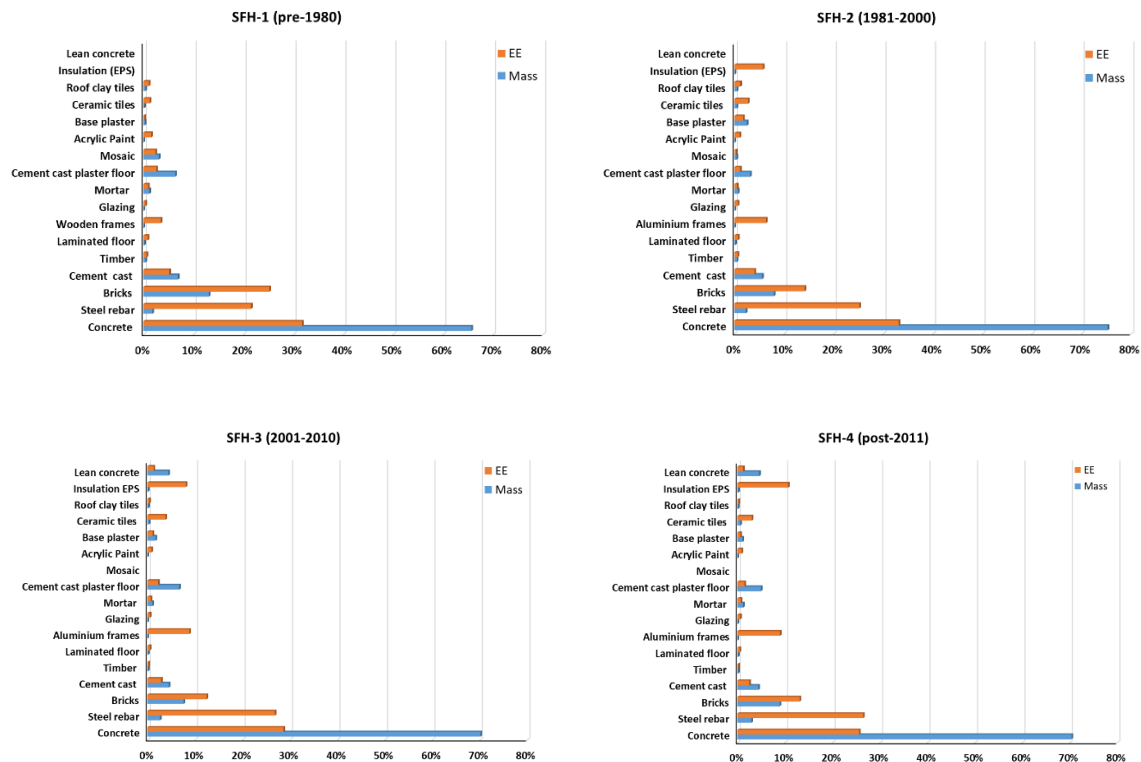 SFH-1 (pre-1980)
Lean concrete
Insulation (EPS)
Roof clay tiles
Ceramic tiles
Base plaster
Acrylic Paint
Mosaic
Cement cast plaster floor
Mortar
Glazing
Wooden frames
Laminated floor
Timber
Cement cast
Bricks
Steel rebar
Concrete
EE
Mass
0% 10% 20% 30% 40% 50% 60% 70% 80%
SFH-2 (1981-2000)
Lean concrete
Insulation (EPS)
Roof clay tiles
Ceramic tiles
Base plaster
Acrylic Paint
Mosaic
Cement cast plaster floor
Mortar
Glazing
Aluminium frames
Laminated floor
Timber
Cement cast
Bricks
Steel rebar
Concrete
EE
Mass
0% 10% 20% 30% 40% 50% 60% 70% 80%
SFH-3 (2001-2010)
Lean concrete
Insulation EPS
Roof clay tiles
Ceramic tiles
Base plaster
Acrylic Paint
Mosaic
Cement cast plaster floor
Mortar
Glazing
Aluminium frames
Laminated floor
Timber
Cement cast
Bricks
Steel rebar
Concrete
EE
Mass
0% 10% 20% 30% 40% 50% 60% 70% 80%
SFH-4 (post-2011)
Lean concrete
Insulation EPS
Roof clay tiles
Ceramic tiles
Base plaster
Acrylic Paint
Mosaic
Cement cast plaster floor
Mortar
Glazing
Aluminium frames
Laminated floor
Timber
Cement cast
Bricks
Steel rebar
Concrete
EE
Mass
0% 10% 20% 30% 40% 50% 60% 70% 80%